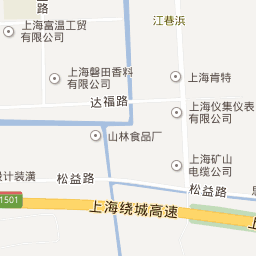 路
江巷浜
上海富温工贸
有限公司
上海磐田香料
有限公司
上海肯特
达福路
上海仪集仪表
有限公司
山林食品厂
上海矿山
电缆公司
设计装潢
松益路
松益路
1501
上海绕城高速
上海